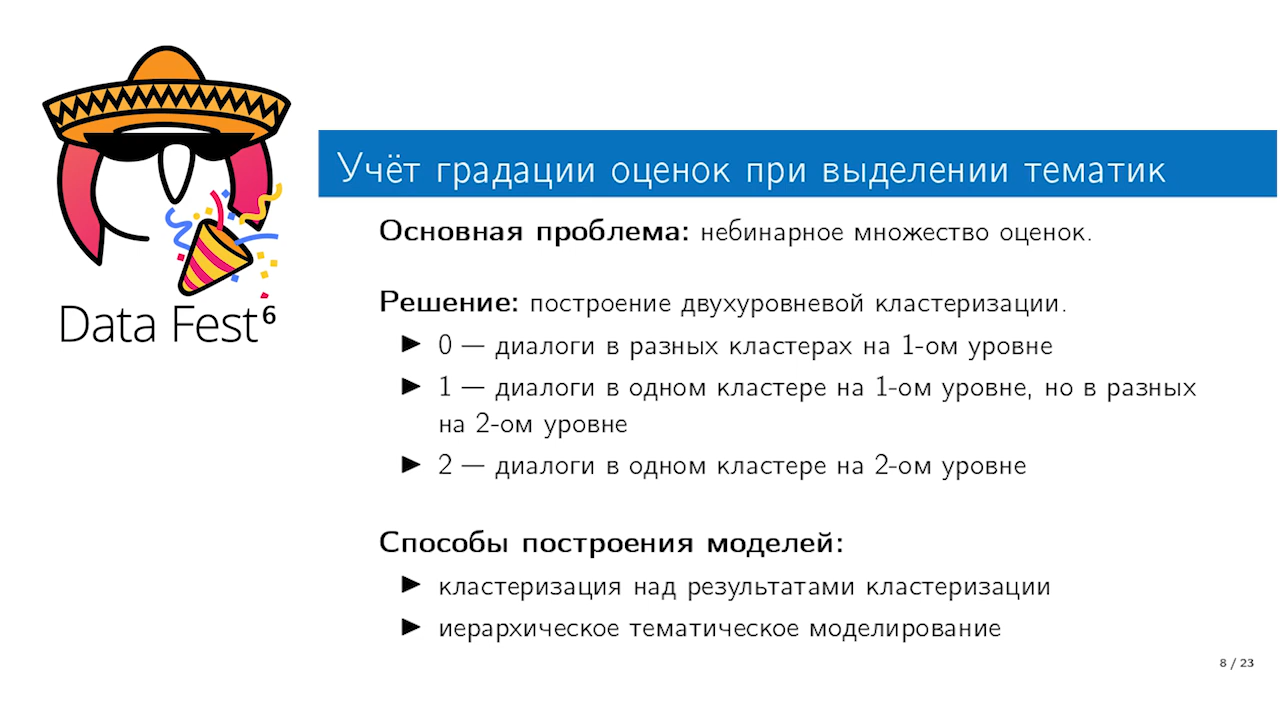 Data Fest⁶
Учёт градации оценок при выделении тематик
Основная проблема: небинарное множество оценок.
Решение: построение двухуровневой кластеризации.
▶ 0 — диалоги в разных кластерах на 1-ом уровне
▶ 1 — диалоги в одном кластере на 1-ом уровне, но в разных
на 2-ом уровне
▶ 2 — диалоги в одном кластере на 2-ом уровне
Способы построения моделей:
▶ кластеризация над результатами кластеризации
▶ иерархическое тематическое моделирование
8 / 23